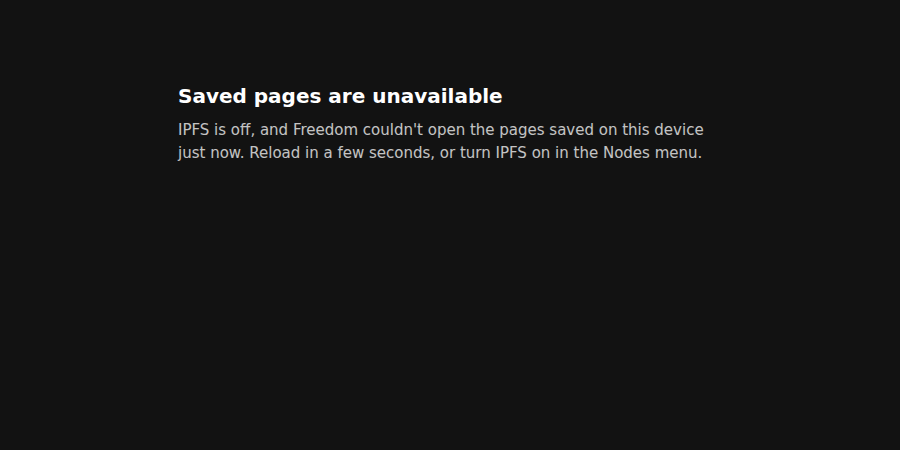 Saved pages are unavailable
IPFS is off, and Freedom couldn't open the pages saved on this device
just now. Reload in a few seconds, or turn IPFS on in the Nodes menu.